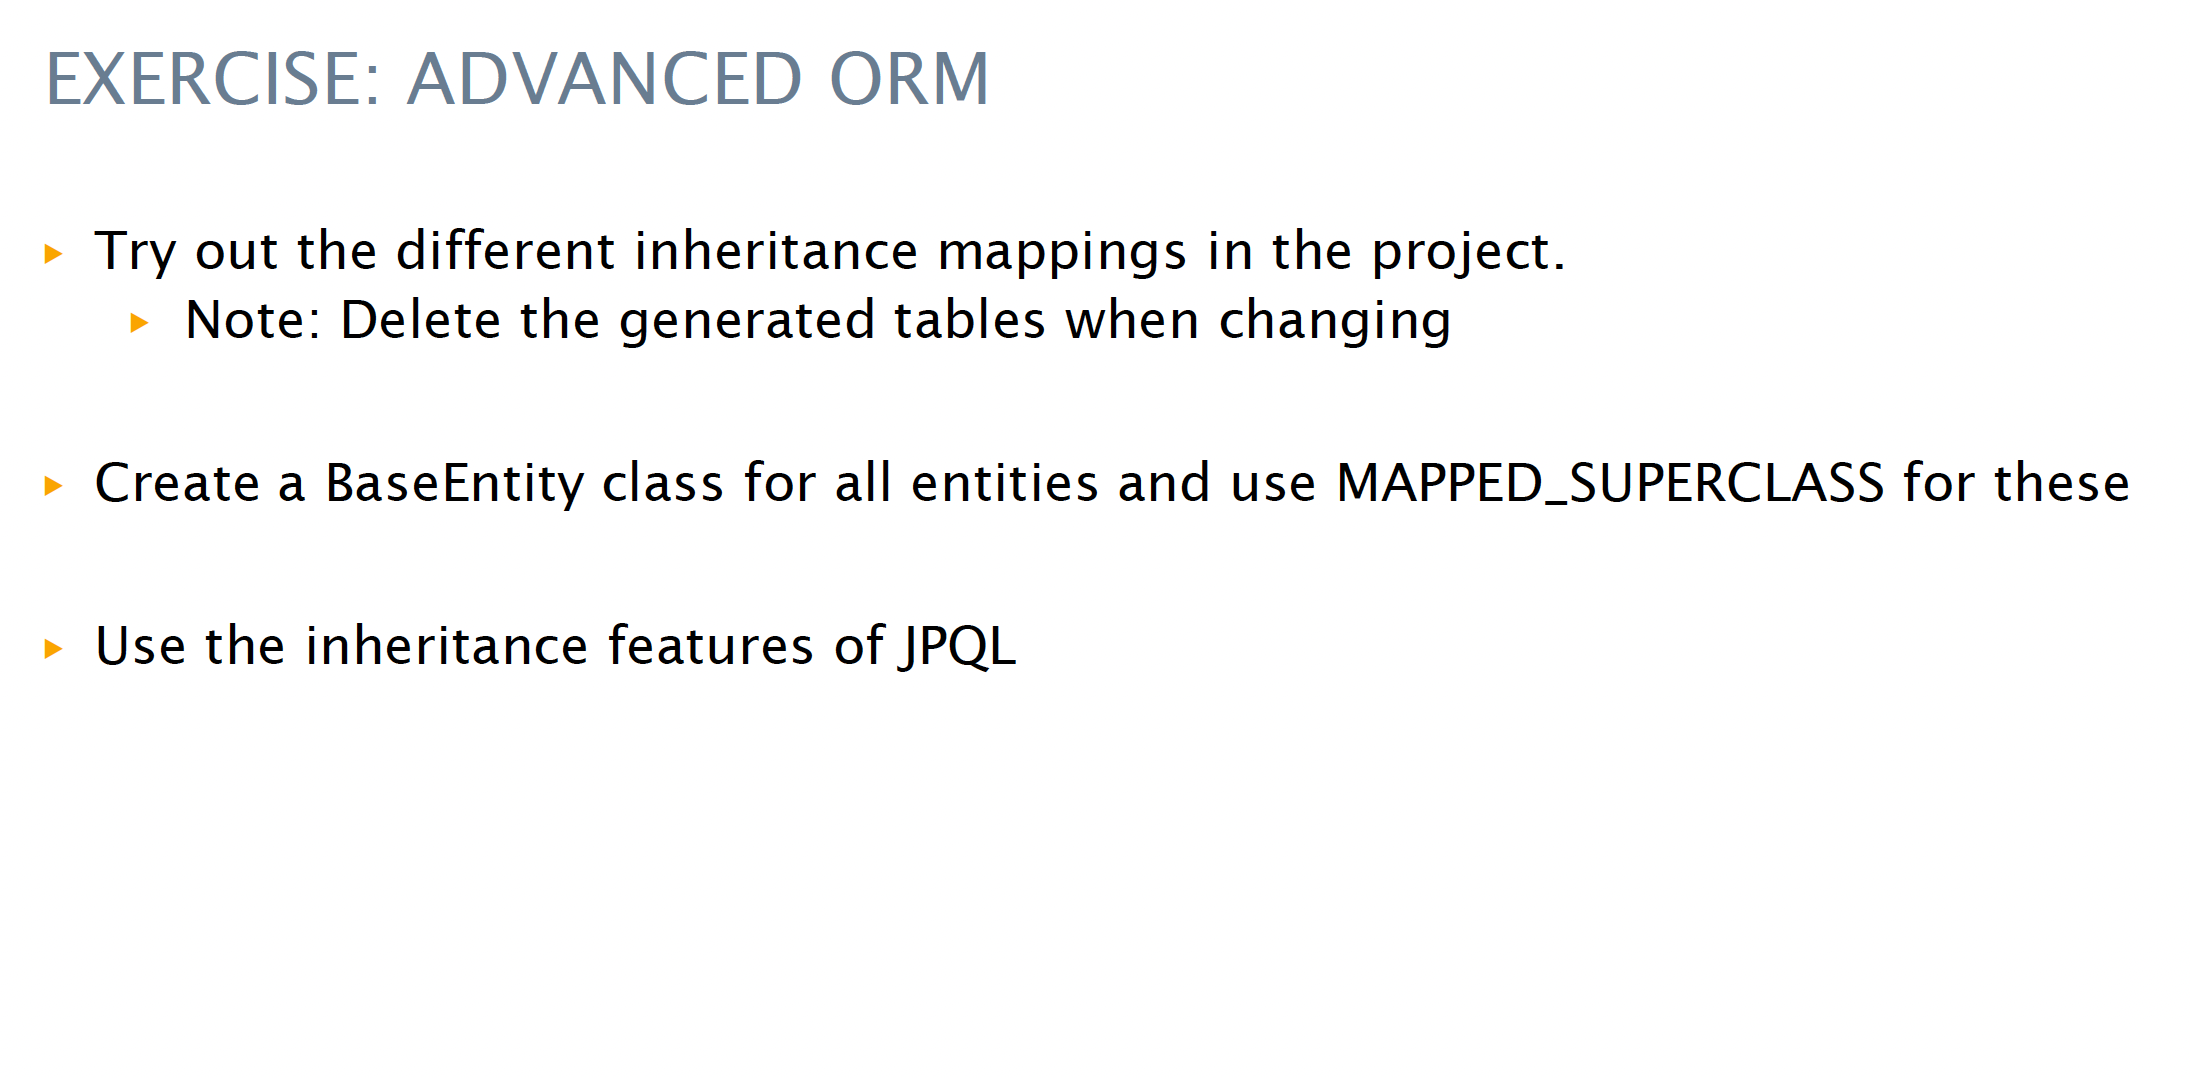 EXERCISE: ADVANCED ORM
Try out the different inheritance mappings in the project.
Note: Delete the generated tables when changing
Create a BaseEntity class for all entities and use MAPPED_SUPERCLASS for these
Use the inheritance features of JPQL